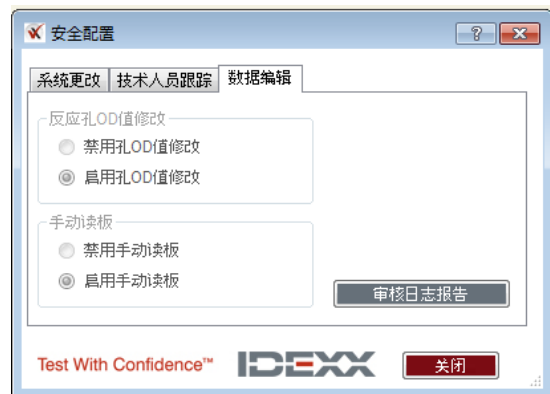 安全配置
系统更改 技术人员跟踪 数据编辑
反应孔OD值修改
禁用孔OD值修改
启用孔OD值修改
手动读板
禁用手动读板
启用手动读板
审核日志报告
Test With Confidence™ IDEXX 关闭